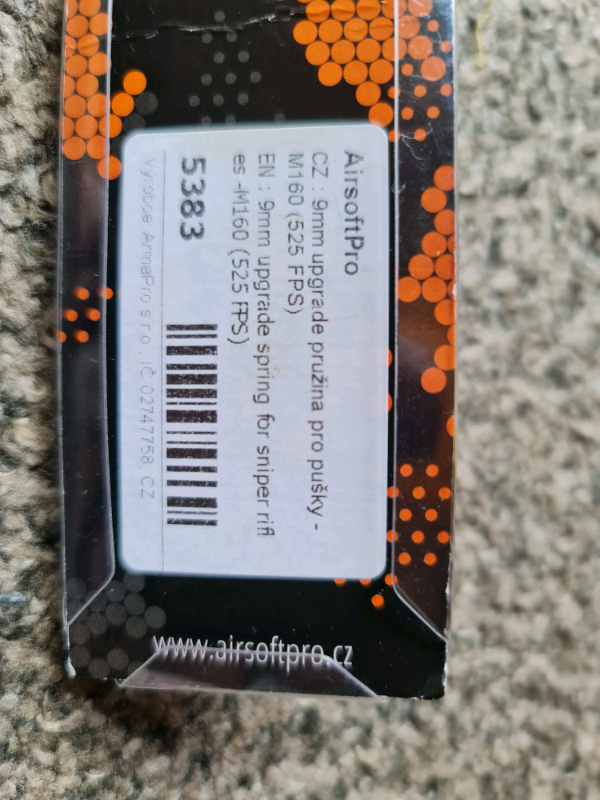 AirsoftPro
CZ : 9mm upgrade pružina pro pušky -
M160 (525 FPS)
EN : 9mm upgrade spring for sniper rifl
es -M160 (525 FPS)
5383
Výrobce ArmaPro s.r.o., IČ 02747758, CZ
www.airsoftpro.cz